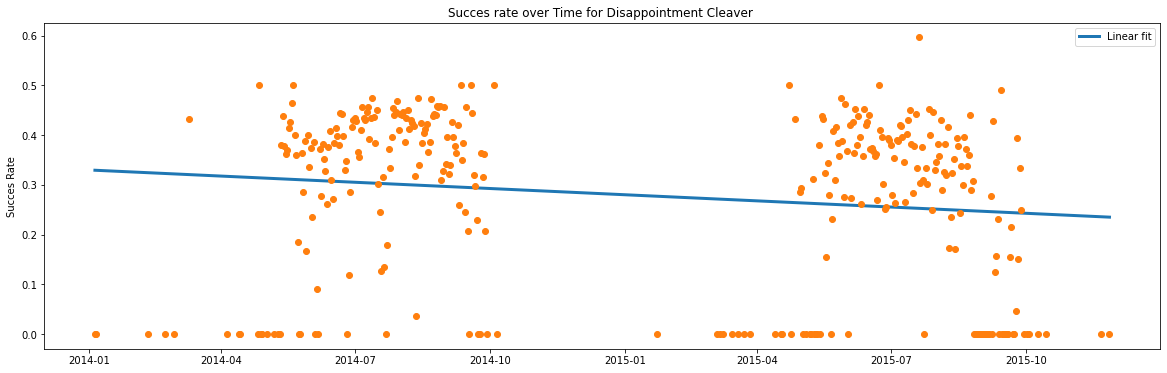 Succes rate over Time for Disappointment Cleaver
Linear fit
Succes Rate
0.6
0.5
0.4
0.3
0.2
0.1
0.0
2014-01 2014-04 2014-07 2014-10 2015-01 2015-04 2015-07 2015-10